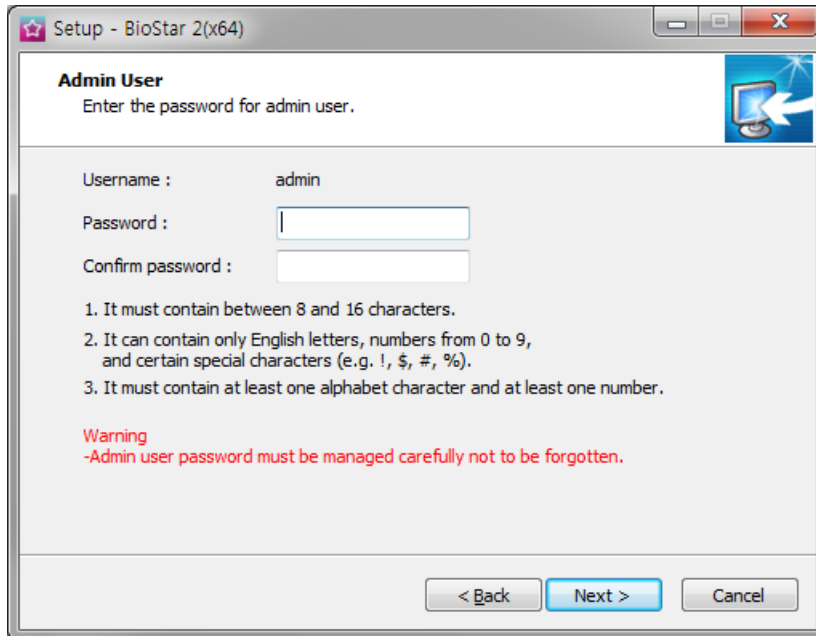 Setup - BioStar 2(x64)
Admin User
Enter the password for admin user.
Username : admin
Password :
Confirm password :
1. It must contain between 8 and 16 characters.
2. It can contain only English letters, numbers from 0 to 9,
and certain special characters (e.g. !, $, #, %).
3. It must contain at least one alphabet character and at least one number.
Warning
-Admin user password must be managed carefully not to be forgotten.
< Back Next > Cancel